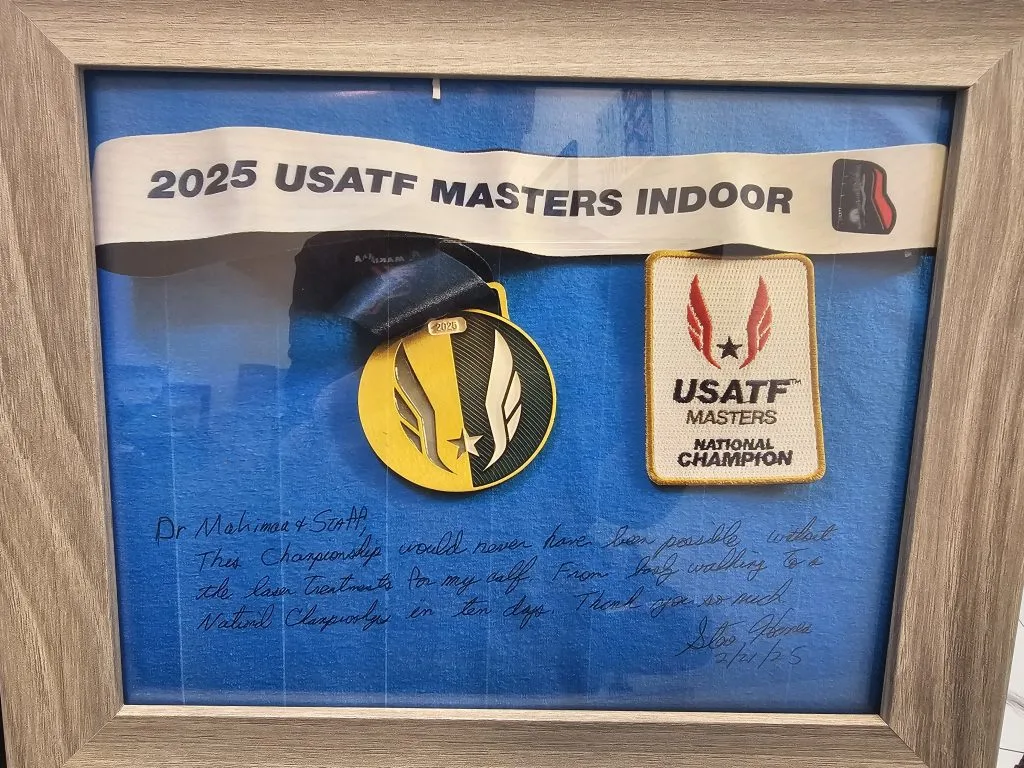 2025 USATF MASTERS INDOOR
2025
USATF™
MASTERS
NATIONAL
CHAMPION
Dr Mahimaa & Staff,
This Championship would never have been possible without
the laser treatments for my calf. From walking to a
National Championship in ten days. Thank you so much
2/21/25